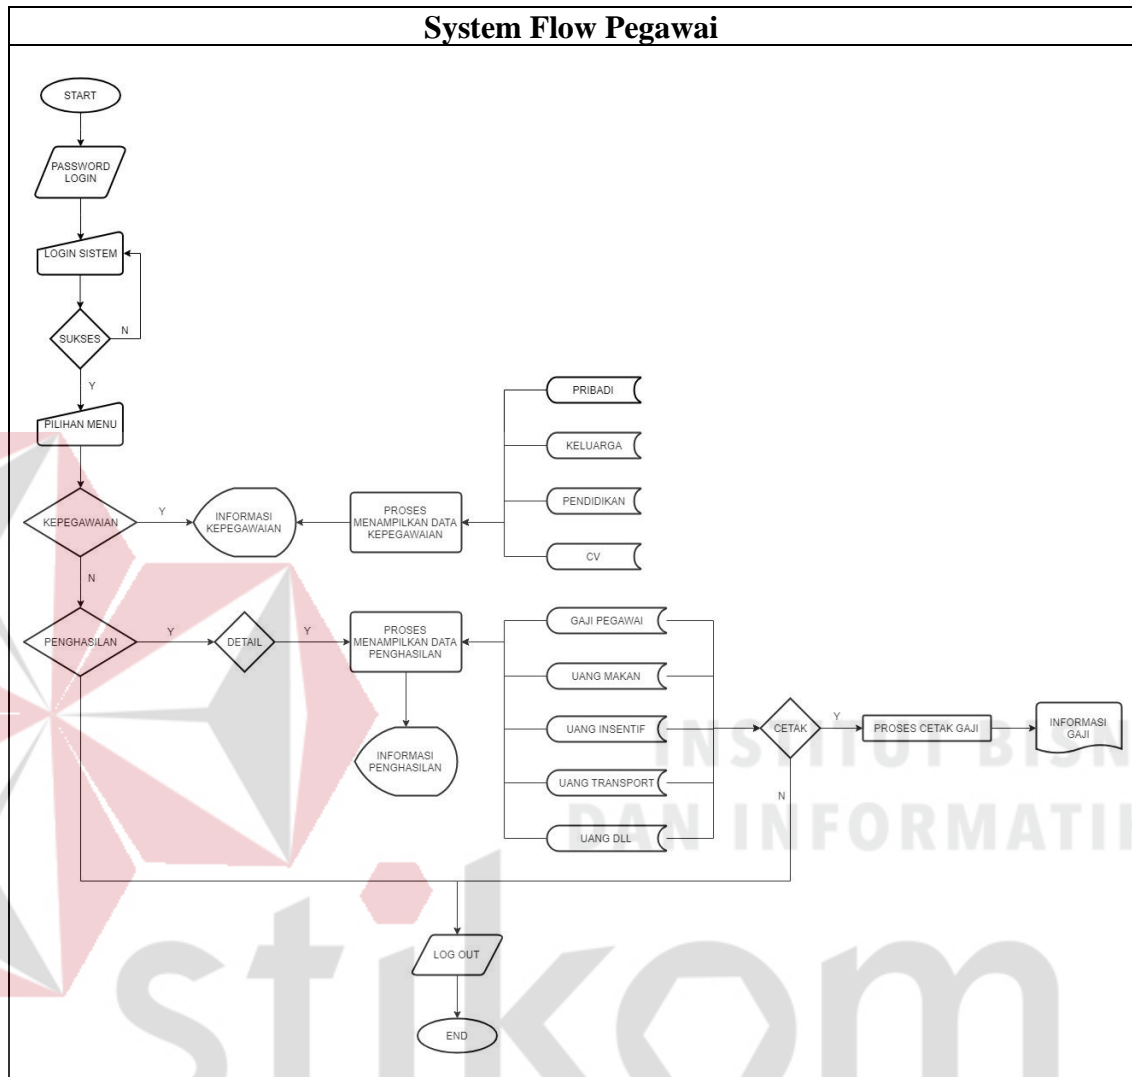 System Flow Pegawai
START
PASSWORD
LOGIN
LOGIN SISTEM
SUKSES
N
Y
PILIHAN MENU
PRIBADI
KELUARGA
PENDIDIKAN
CV
KEPEGAWAIAN
Y
INFORMASI
KEPEGAWAIAN
PROSES
MENAMPILKAN DATA
KEPEGAWAIAN
N
PENGHASILAN
Y
DETAIL
Y
PROSES
MENAMPILKAN DATA
PENGHASILAN
INFORMASI
PENGHASILAN
GAJI PEGAWAI
UANG MAKAN
UANG INSENTIF
UANG TRANSPORT
UANG DLL
CETAK
Y
PROSES CETAK GAJI
INFORMASI
GAJI
N
LOG OUT
END
INSTITUT BISN
DAN INFORMATIK
stikom